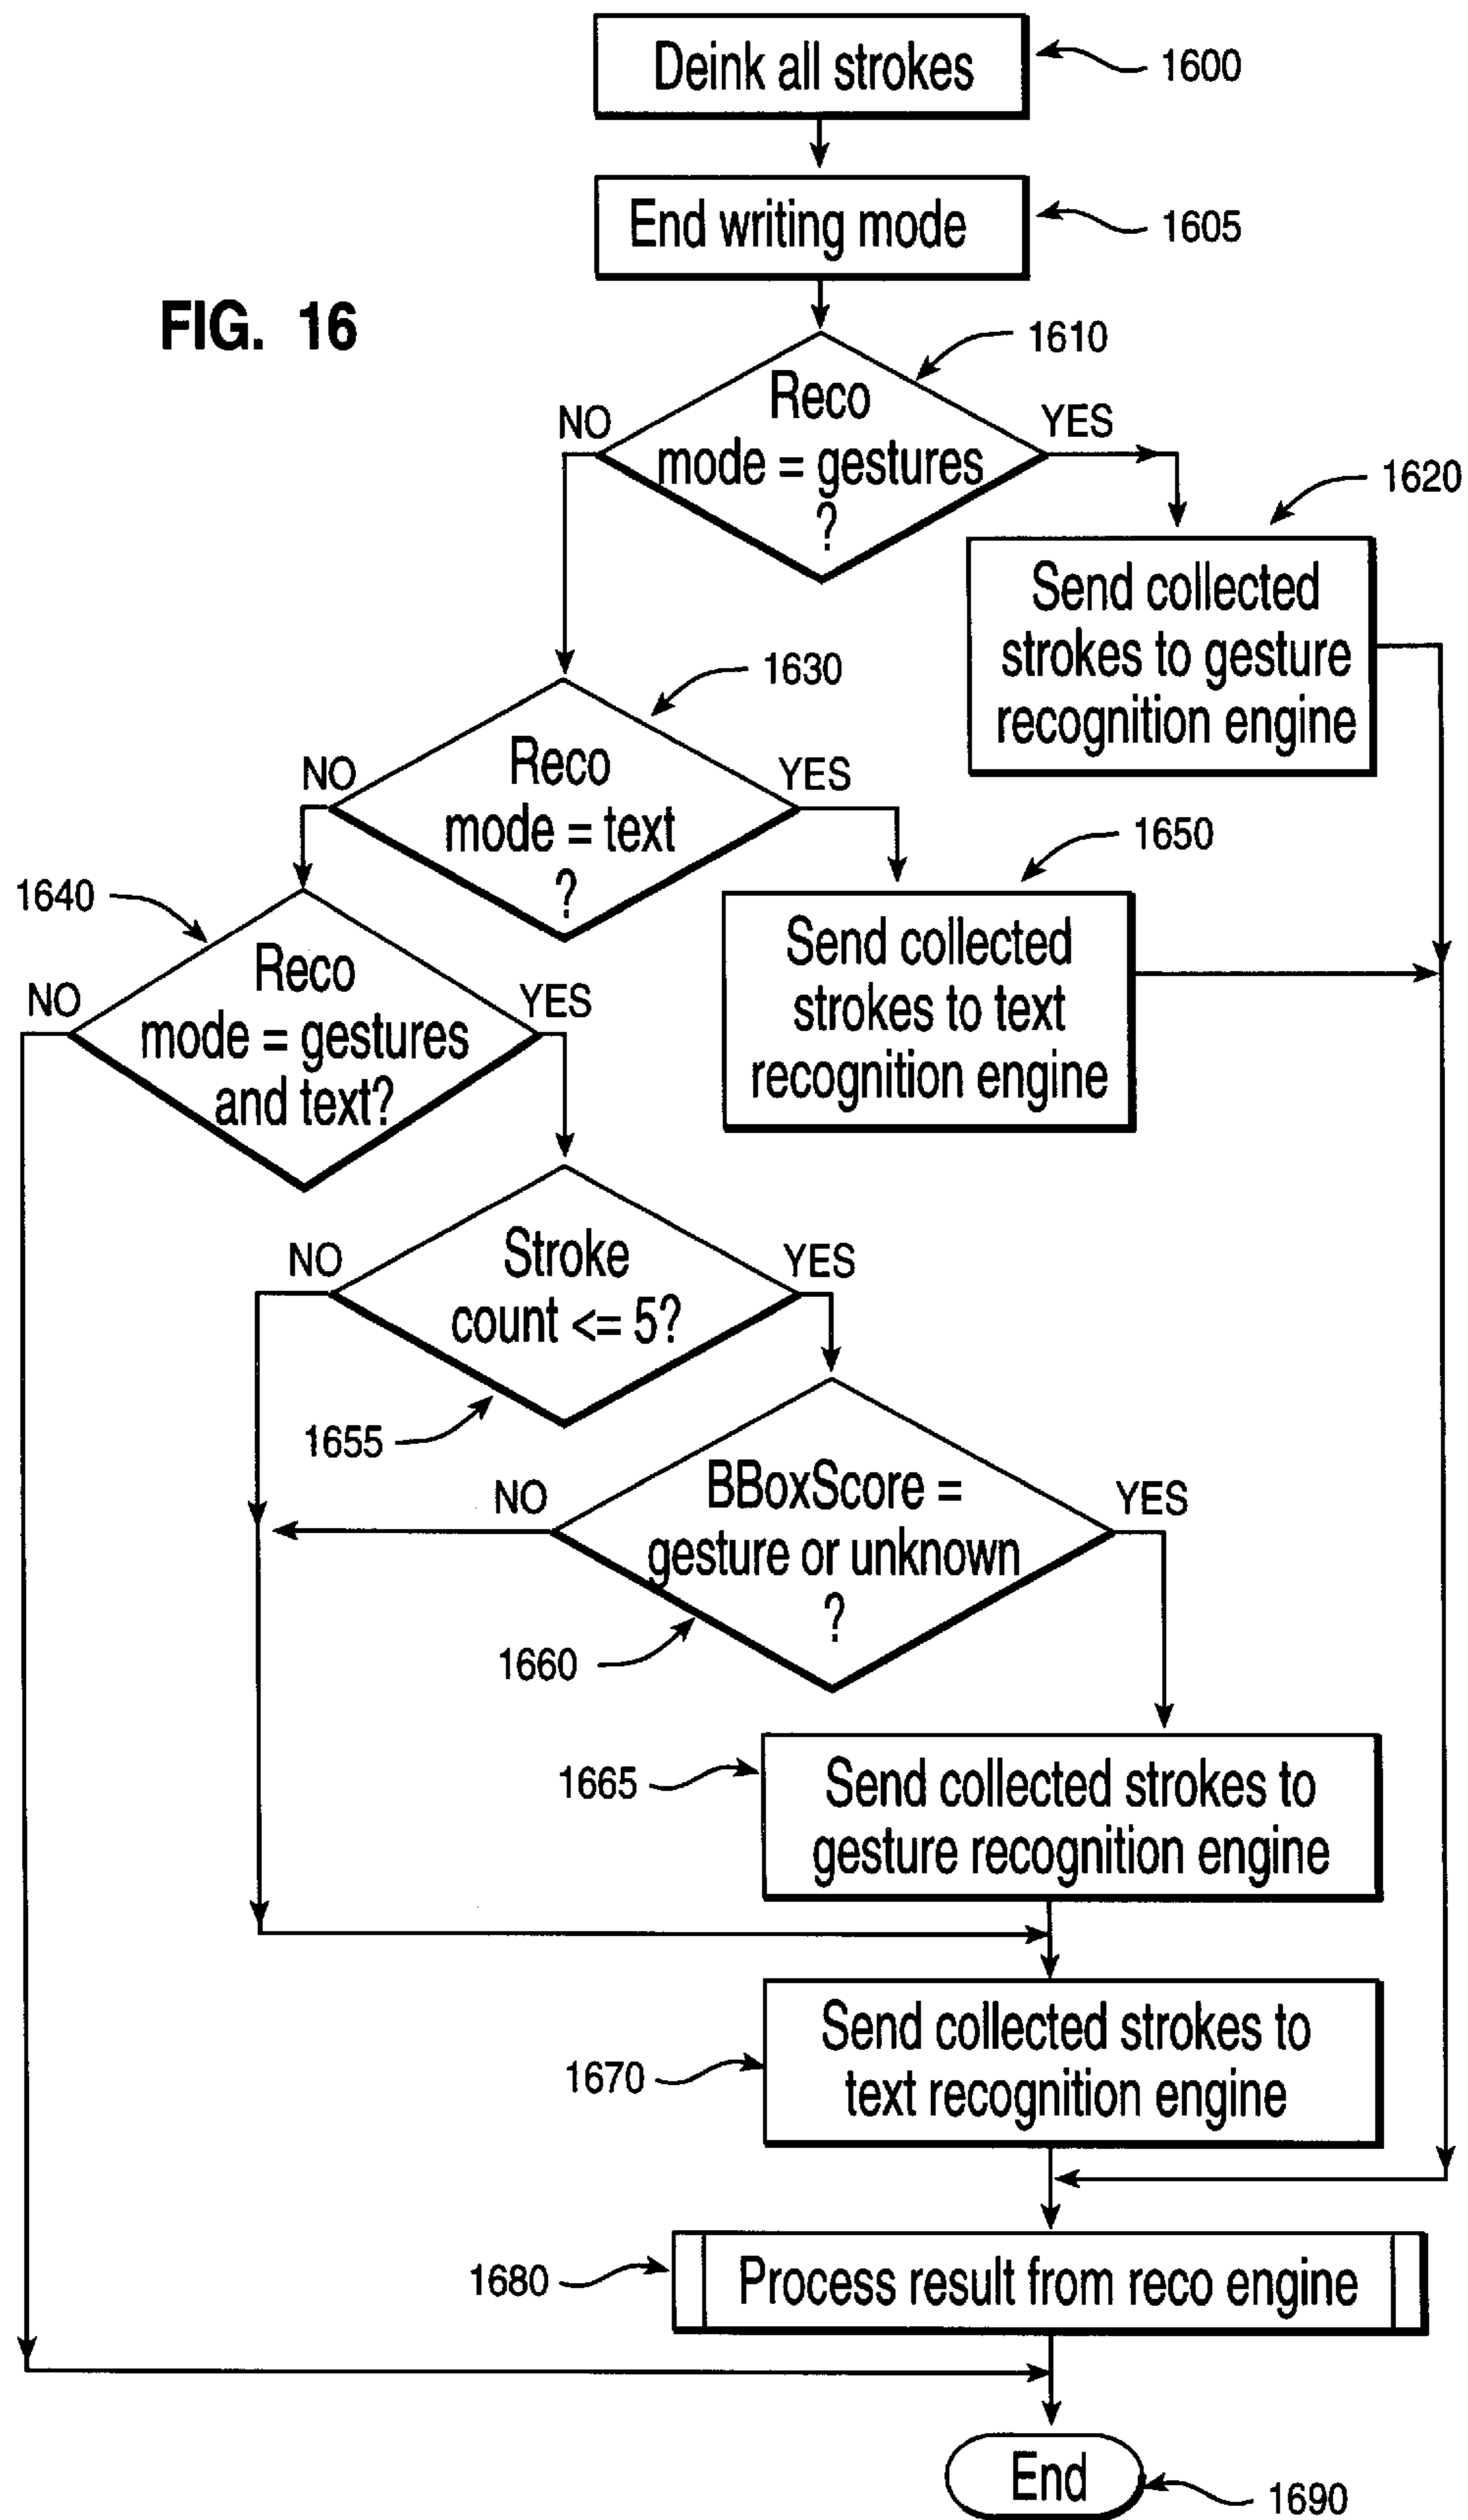 Deink all strokes
1600
End writing mode
1605
FIG. 16
1610
Reco
mode = gestures
?
NO
YES
1620
Send collected
strokes to gesture
recognition engine
1630
Reco
mode = text
?
NO
YES
1650
Send collected
strokes to text
recognition engine
1640
Reco
mode = gestures
and text?
NO
YES
Stroke
count <= 5?
NO
YES
1655
BBoxScore =
gesture or unknown
?
NO
YES
1660
1665
Send collected strokes to
gesture recognition engine
1670
Send collected strokes to
text recognition engine
1680
Process result from reco engine
End
1690